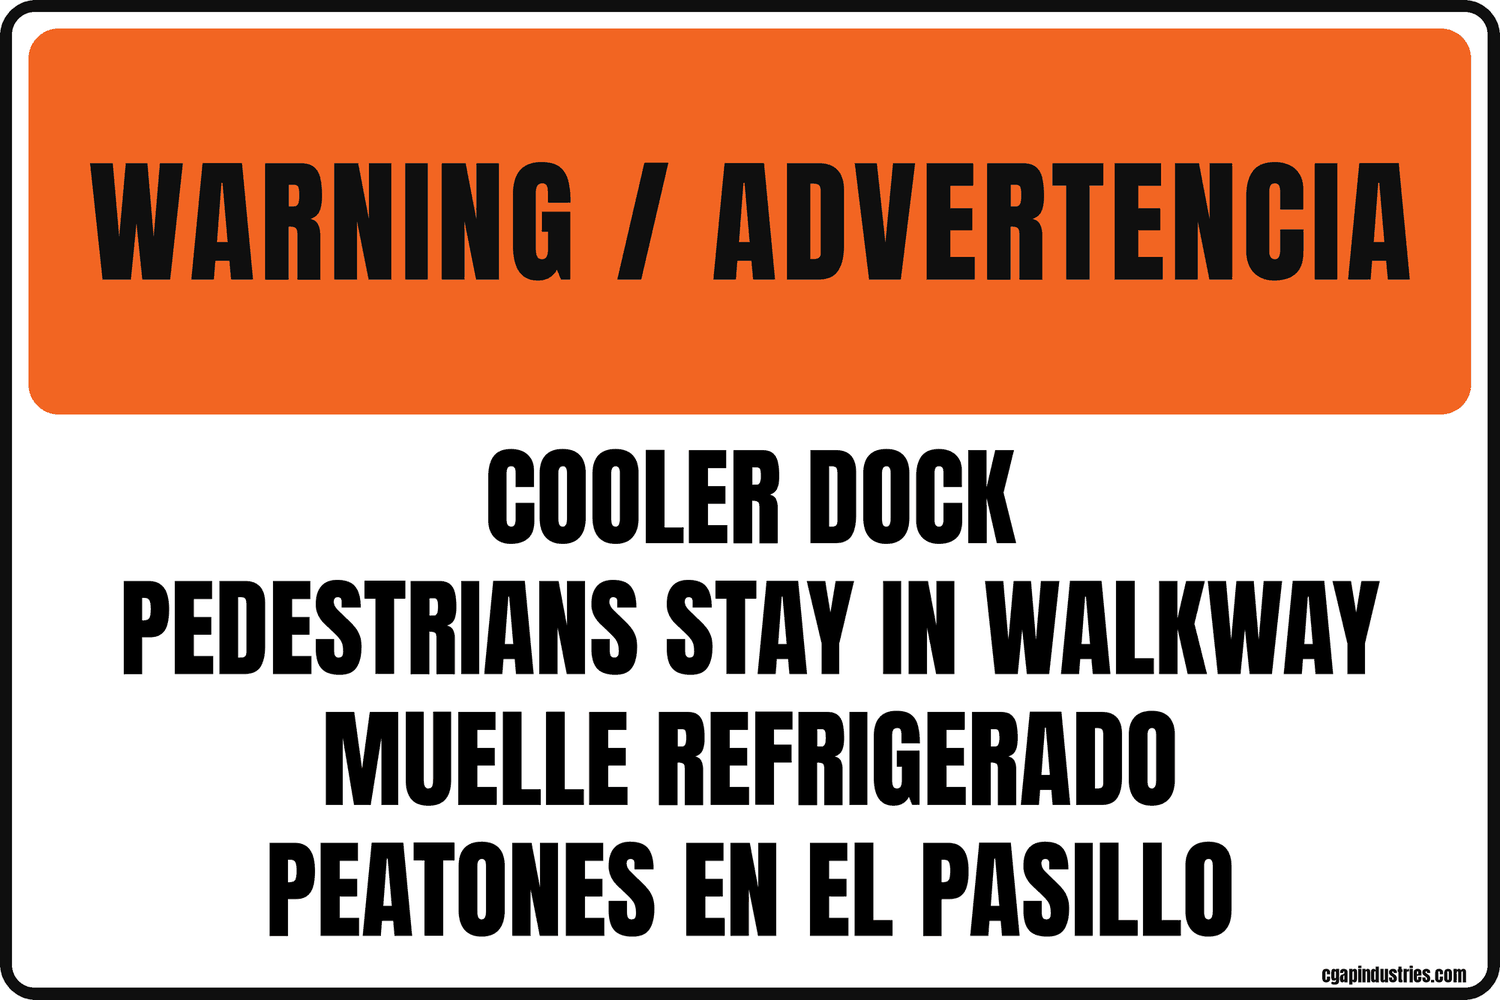 WARNING / ADVERTENCIA
COOLER DOCK
PEDESTRIANS STAY IN WALKWAY
MUELLE REFRIGERADO
PEATONES EN EL PASILLO
cgapindustries.com